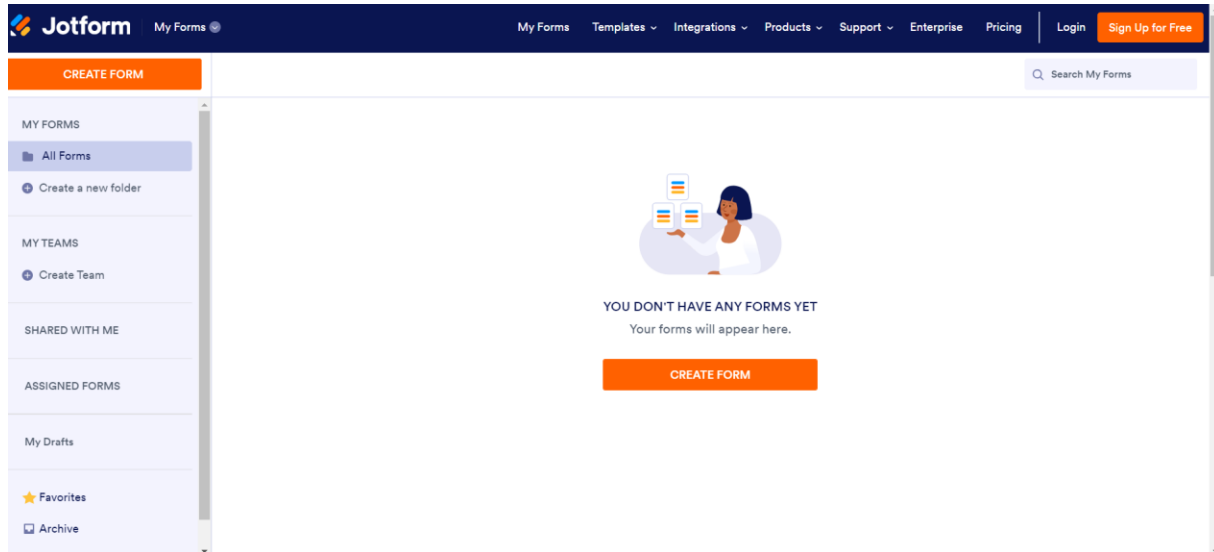 Jotform My Forms My Forms Templates Integrations Products Support Enterprise Pricing Login Sign Up for Free
CREATE FORM
Search My Forms
MY FORMS
All Forms
Create a new folder
MY TEAMS
Create Team
SHARED WITH ME
ASSIGNED FORMS
My Drafts
Favorites
Archive
YOU DON'T HAVE ANY FORMS YET
Your forms will appear here.
CREATE FORM